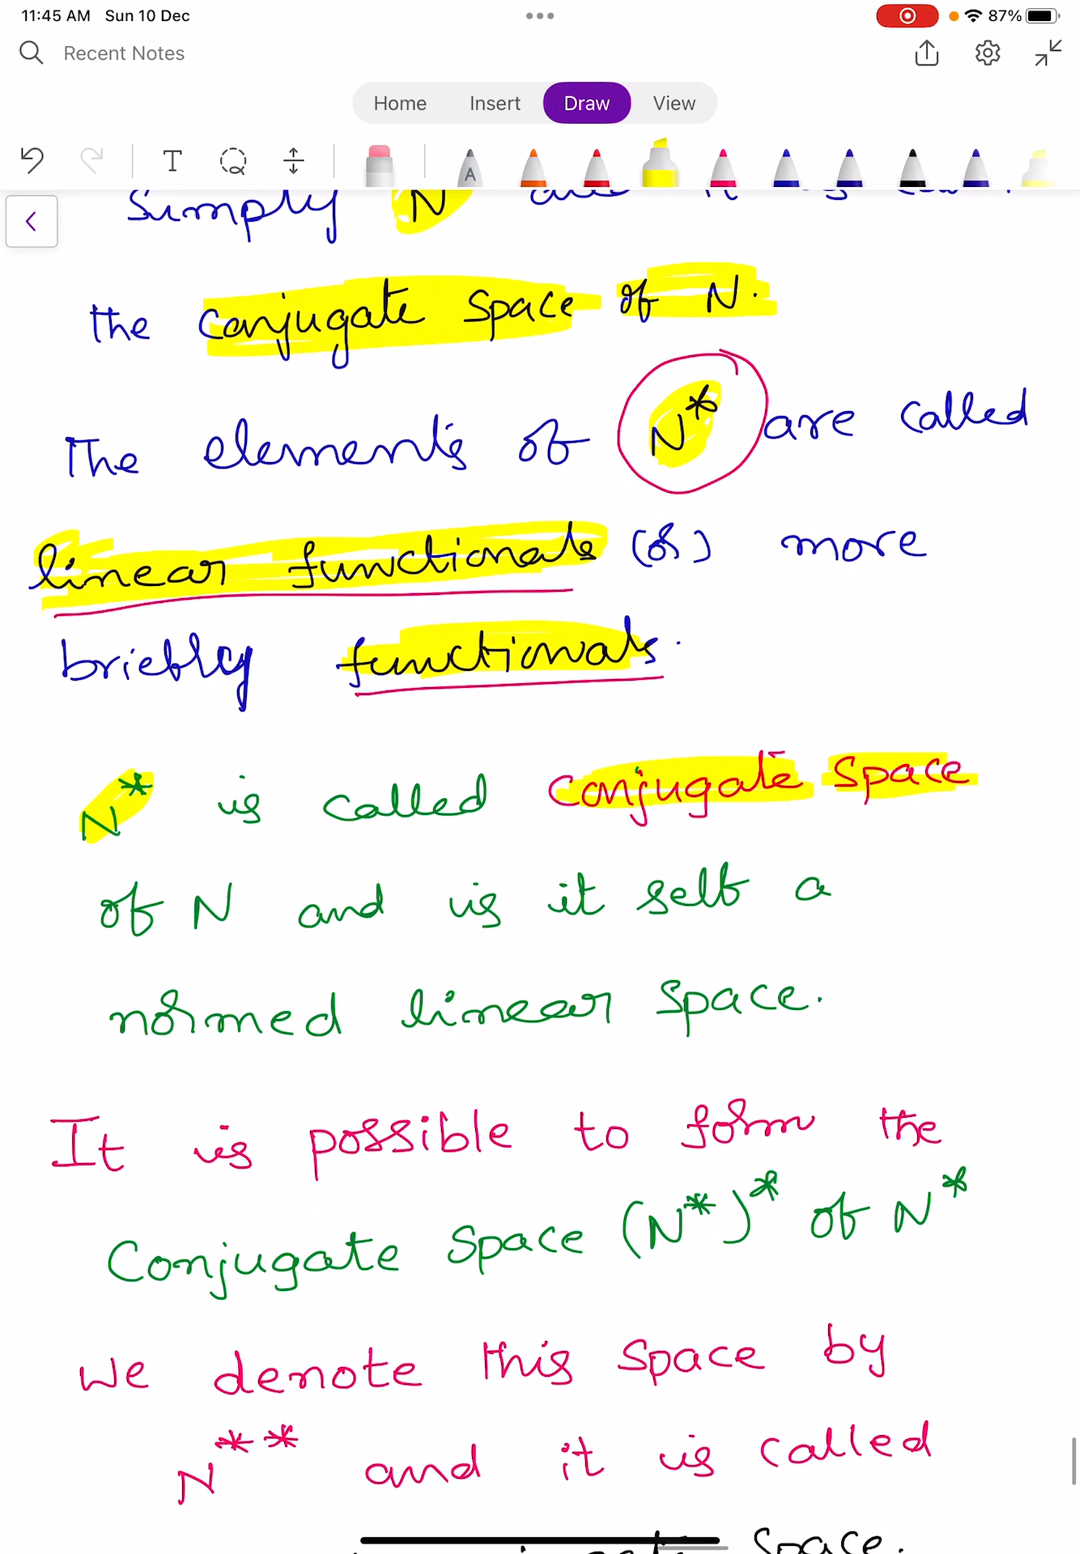 11:45 AM Sun 10 Dec
87%
Recent Notes
Home Insert Draw View
T A
Simply N
the Conjugate Space of N.
The elements of N* are called
linear functionals (or) more
briefly functionals.
N* is called Conjugate Space
of N and is it self a
normed linear space.
It is possible to form the
Conjugate Space (N*)* of N*
We denote this space by
N** and it is called
Space.